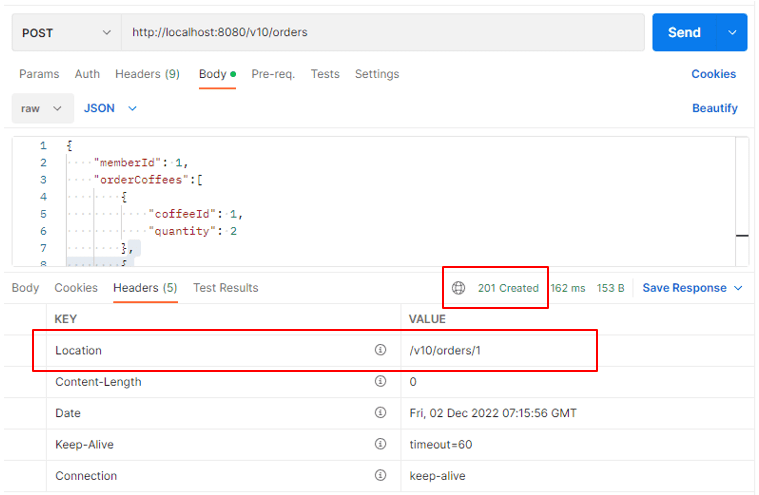 POST http://localhost:8080/v10/orders Send
Params Auth Headers (9) Body Pre-req. Tests Settings Cookies
raw JSON Beautify
1 {
2 "memberId": 1,
3 "orderCoffees":[
4 {
5 "coffeeId": 1,
6 "quantity": 2
7 },
8 {
Body Cookies Headers (5) Test Results 201 Created 162 ms 153 B Save Response
KEY VALUE
Location /v10/orders/1
Content-Length 0
Date Fri, 02 Dec 2022 07:15:56 GMT
Keep-Alive timeout=60
Connection keep-alive